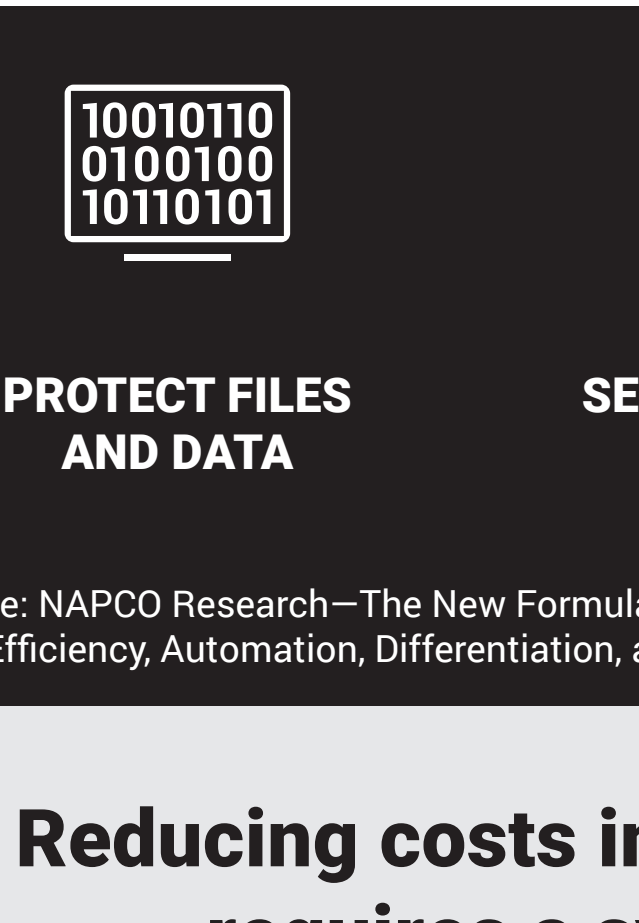 10010110
0100100
10110101
PROTECT FILES
AND DATA
SE
e: NAPCO Research—The New Formula
Efficiency, Automation, Differentiation, a
Reducing costs in
requires a